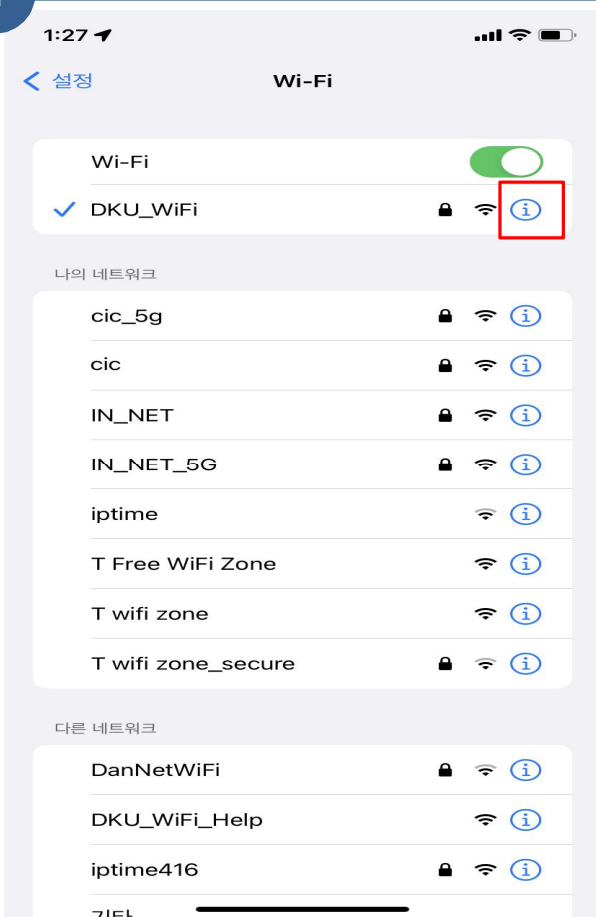 1:27
설정
Wi-Fi
Wi-Fi
DKU_WiFi
나의 네트워크
cic_5g
cic
IN_NET
IN_NET_5G
iptime
T Free WiFi Zone
T wifi zone
T wifi zone_secure
다른 네트워크
DanNetWiFi
DKU_WiFi_Help
iptime416